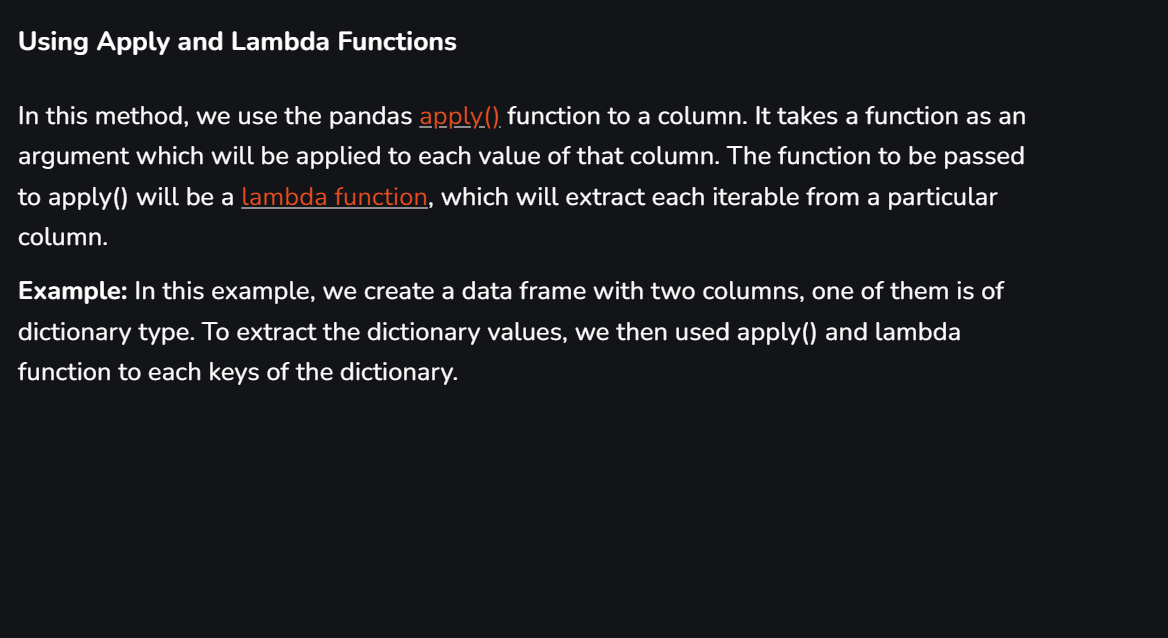 Using Apply and Lambda Functions
In this method, we use the pandas apply() function to a column. It takes a function as an
argument which will be applied to each value of that column. The function to be passed
to apply() will be a lambda function, which will extract each iterable from a particular
column.
Example: In this example, we create a data frame with two columns, one of them is of
dictionary type. To extract the dictionary values, we then used apply() and lambda
function to each keys of the dictionary.